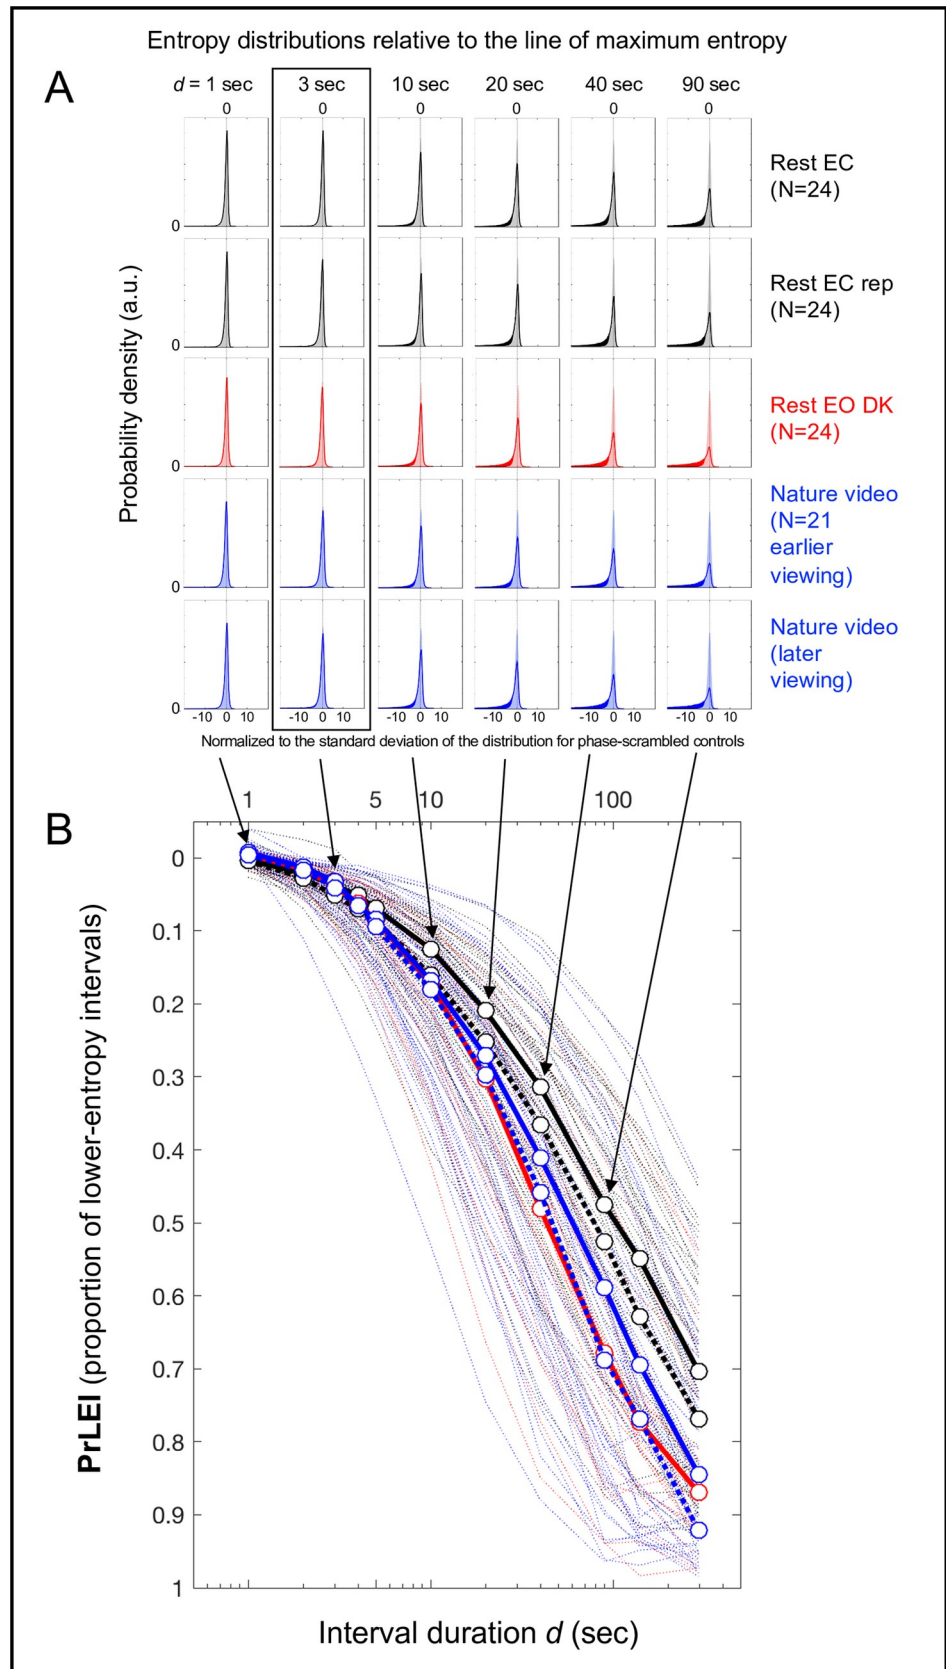 Entropy distributions relative to the line of maximum entropy
A
d = 1 sec 3 sec 10 sec 20 sec 40 sec 90 sec
0 0 0 0 0 0
Probability density (a.u.)
0
Rest EC
(N=24)
0
Rest EC rep
(N=24)
0
Rest EO DK
(N=24)
0
Nature video
(N=21
earlier
viewing)
0
Nature video
(later
viewing)
0
-10 0 10 -10 0 10 -10 0 10 -10 0 10 -10 0 10 -10 0 10
Normalized to the standard deviation of the distribution for phase-scrambled controls
B
1 5 10 100
PrLEI (proportion of lower-entropy intervals)
0
0.1
0.2
0.3
0.4
0.5
0.6
0.7
0.8
0.9
1
Interval duration d (sec)